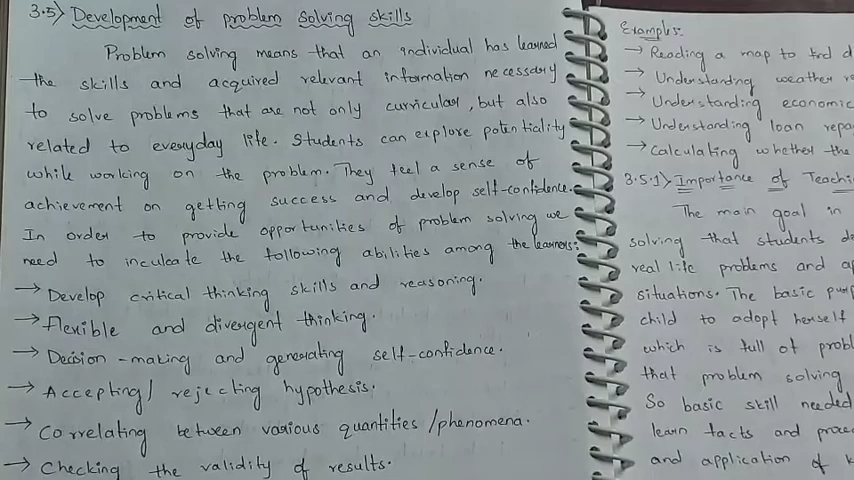 3.5) Development of problem solving skills
Problem solving means that an individual has learned
the skills and acquired relevant information necessary
to solve problems that are not only curricular, but also
related to everyday life. Students can explore potentiality
while working on the problem. They feel a sense of
achievement on getting success and develop self-confidence.
In order to provide opportunities of problem solving we
need to inculcate the following abilities among the learners:
→ Develop critical thinking skills and reasoning.
→ Flexible and divergent thinking.
→ Decision-making and generating self-confidence.
→ Accepting/ rejecting hypothesis.
→ Correlating between various quantities /phenomena.
→ Checking the validity of results.
Examples:
→ Reading a map to find
→ Understanding weather
→ Understanding economic
→ Understanding loan
→ Calculating whether the
3.5.1) Importance of
The main goal in
solving that students
real life problems and
situations. The basic
child to adopt herself
which is full of
that problem solving
So basic skill needed
learn facts and
and application of